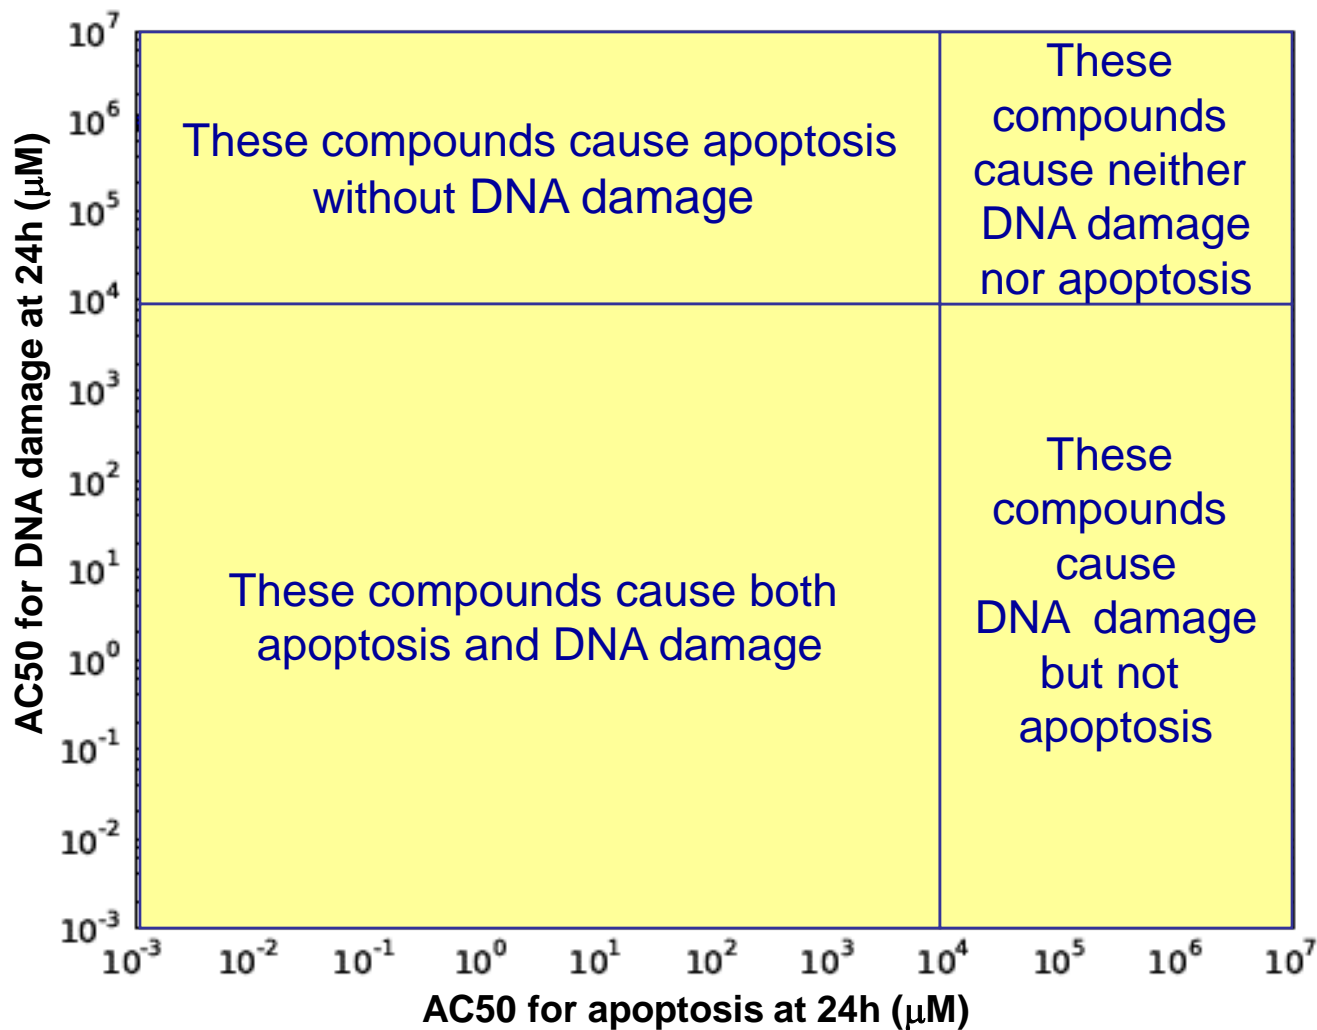 10⁷
10⁶
10⁵
10⁴
10³
10²
10¹
10⁰
10⁻¹
10⁻²
10⁻³
AC50 for DNA damage at 24h (µM)
These compounds cause apoptosis
without DNA damage
These
compounds
cause neither
DNA damage
nor apoptosis
These compounds cause both
apoptosis and DNA damage
These
compounds
cause
DNA damage
but not
apoptosis
10⁻³ 10⁻² 10⁻¹ 10⁰ 10¹ 10² 10³ 10⁴ 10⁵ 10⁶ 10⁷
AC50 for apoptosis at 24h (µM)